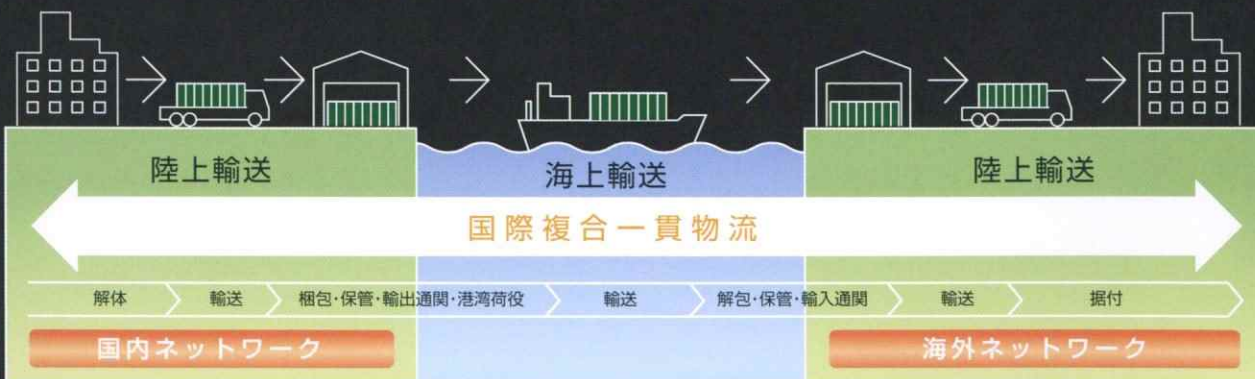 陸上輸送
海上輸送
陸上輸送
国際複合一貫物流
解体
輸送
梱包・保管・輸出通関・港湾荷役
輸送
解包・保管・輸入通関
輸送
据付
国内ネットワーク
海外ネットワーク